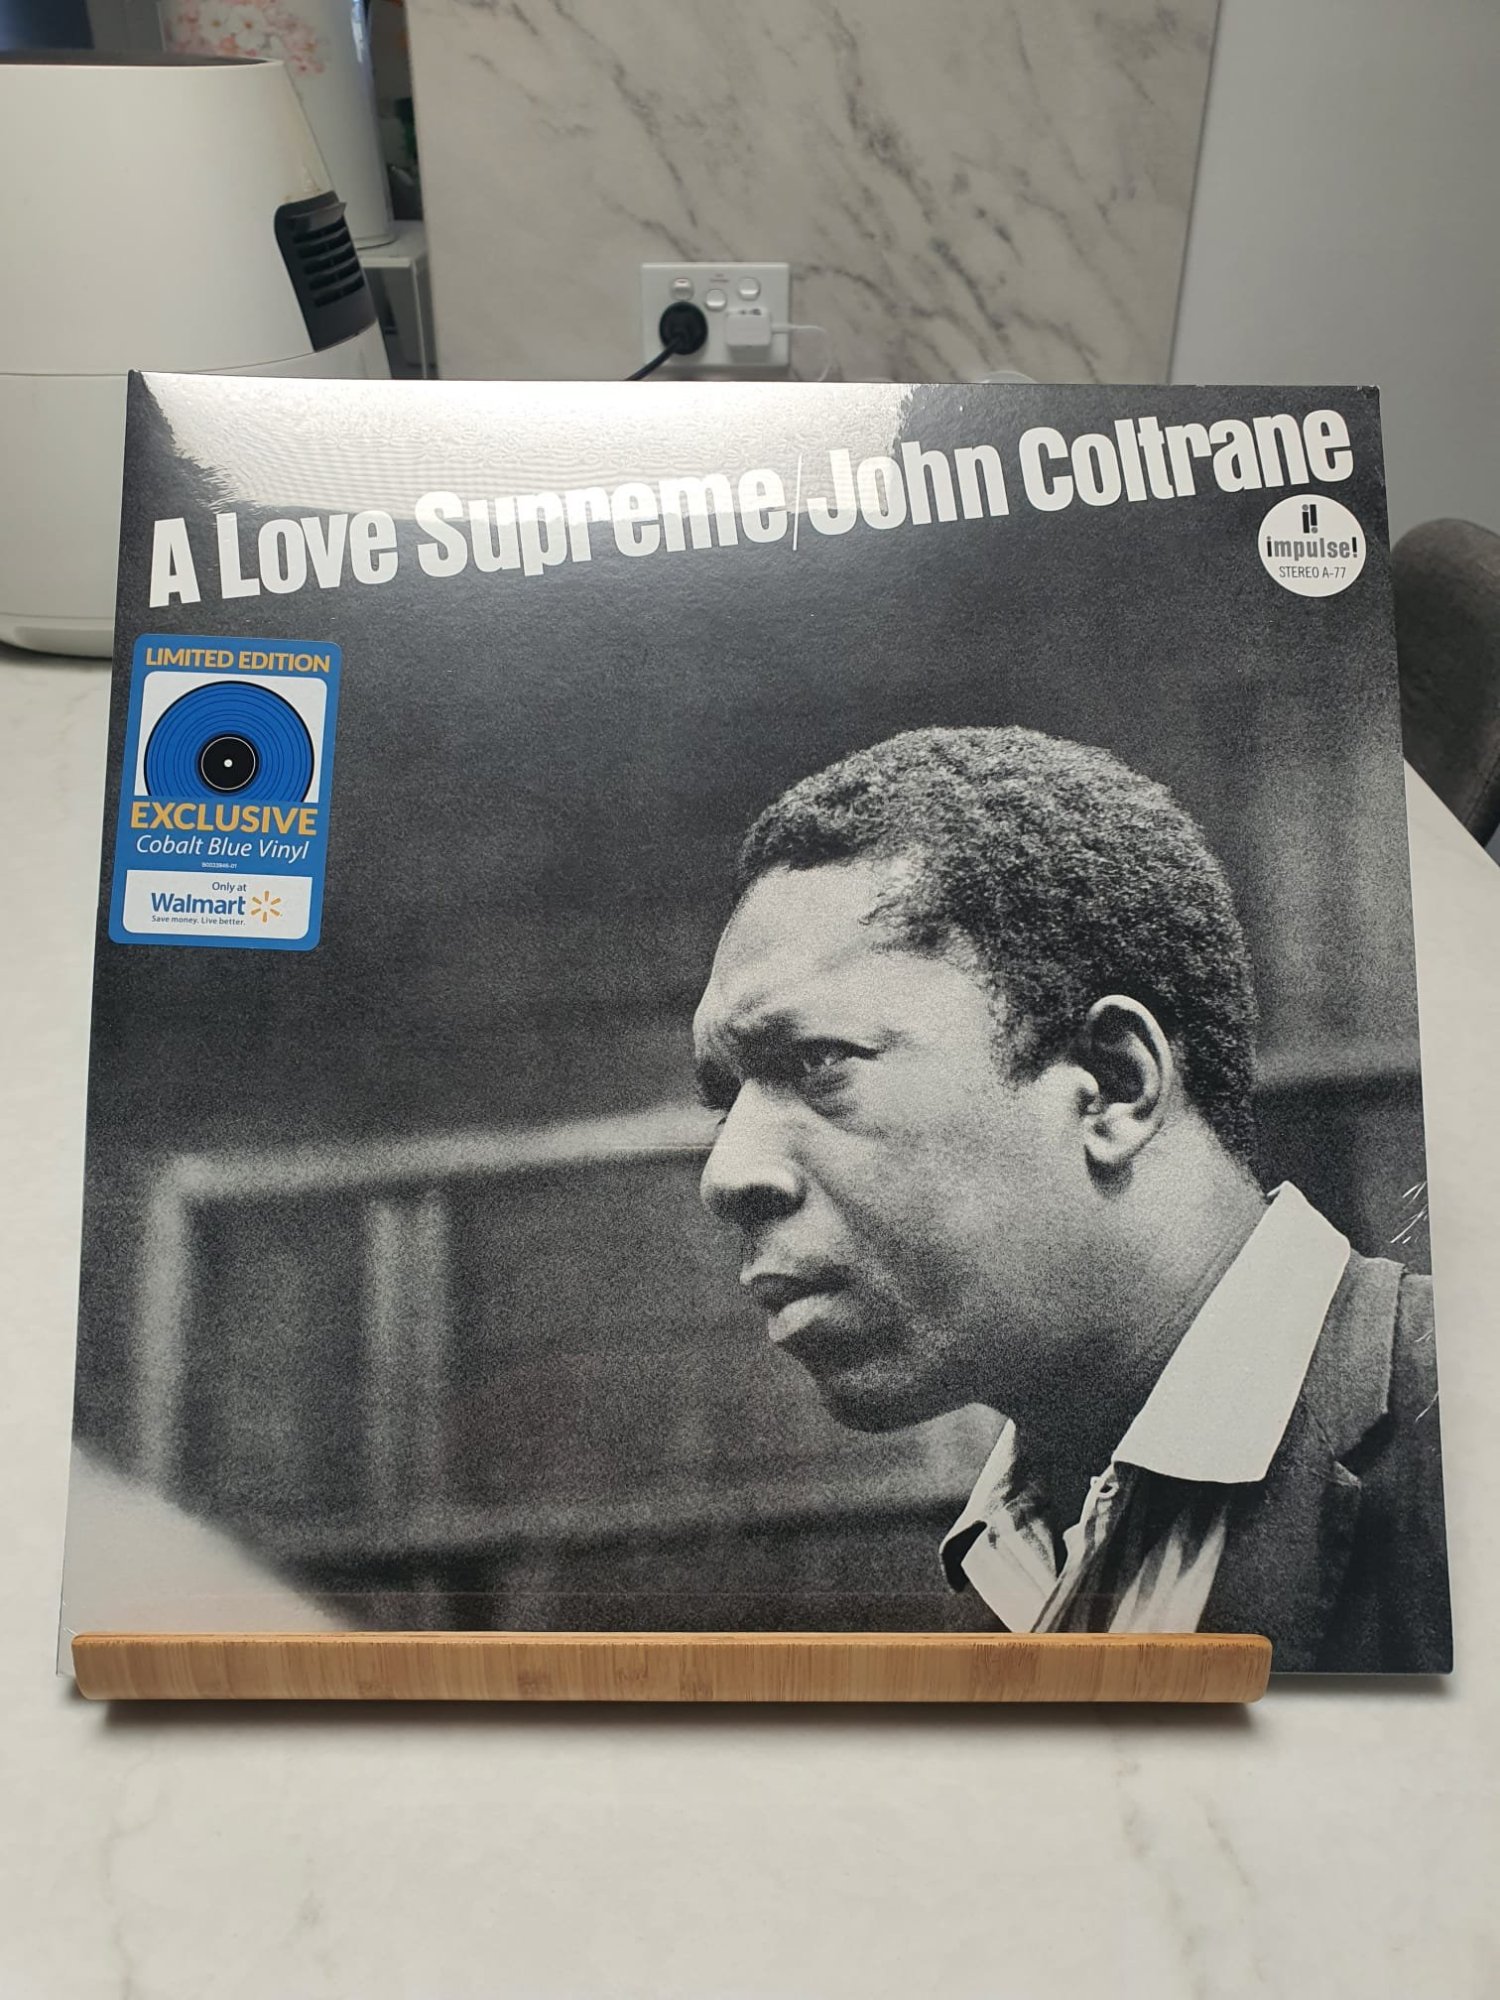 A Love Supreme/John Coltrane
impulse!
STEREO A-77
LIMITED EDITION
EXCLUSIVE
Cobalt Blue Vinyl
Only at
Walmart
Save money. Live better.